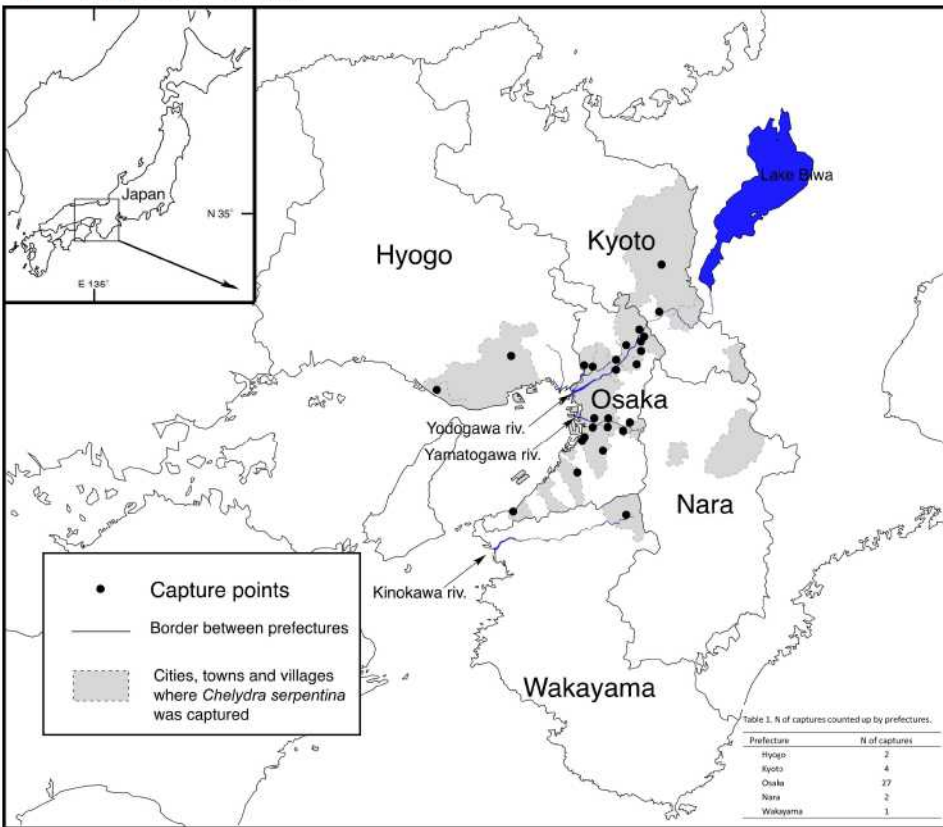 Japan
N 35°
E 136°
Lake Biwa
Kyoto
Hyogo
Osaka
Yodogawa riv.
Yamatogawa riv.
Nara
Kinokawa riv.
Wakayama
Capture points
Border between prefectures
Cities, towns and villages
where Chelydra serpentina
was captured
Table 1. N of captures counted up by prefectures.
Prefecture N of captures
Hyogo 2
Kyoto 4
Osaka 27
Nara 2
Wakayama 1